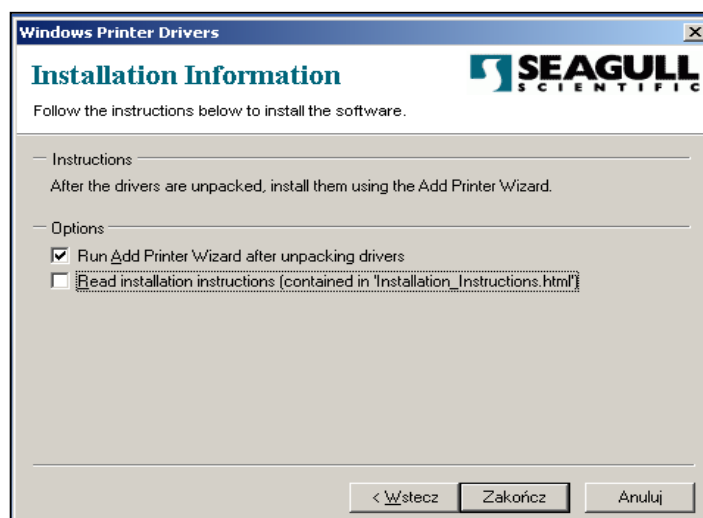 Windows Printer Drivers
Installation Information
SEAGULL
SCIENTIFIC
Follow the instructions below to install the software.
Instructions
After the drivers are unpacked, install them using the Add Printer Wizard.
Options
Run Add Printer Wizard after unpacking drivers
Read installation instructions (contained in 'Installation_Instructions.html')
< Wstecz
Zakończ
Anuluj